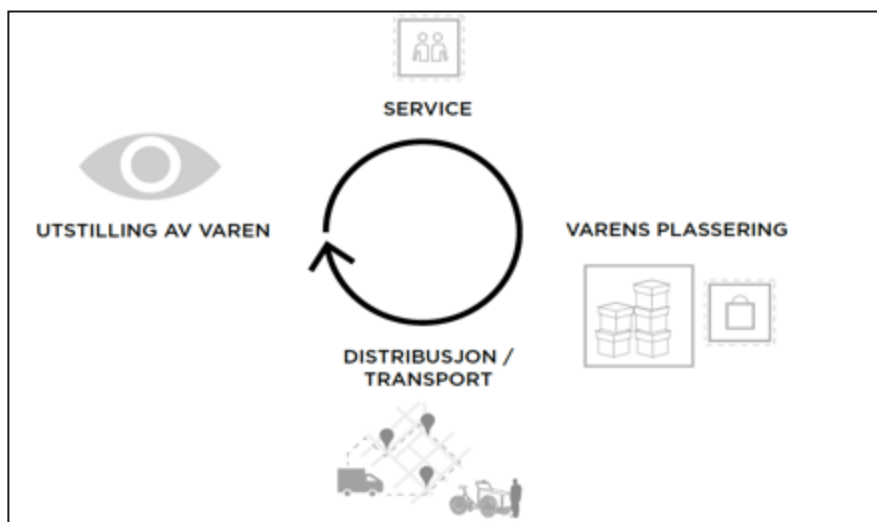 SERVICE
UTSTILLING AV VAREN
VARENS PLASSERING
DISTRIBUSJON /
TRANSPORT